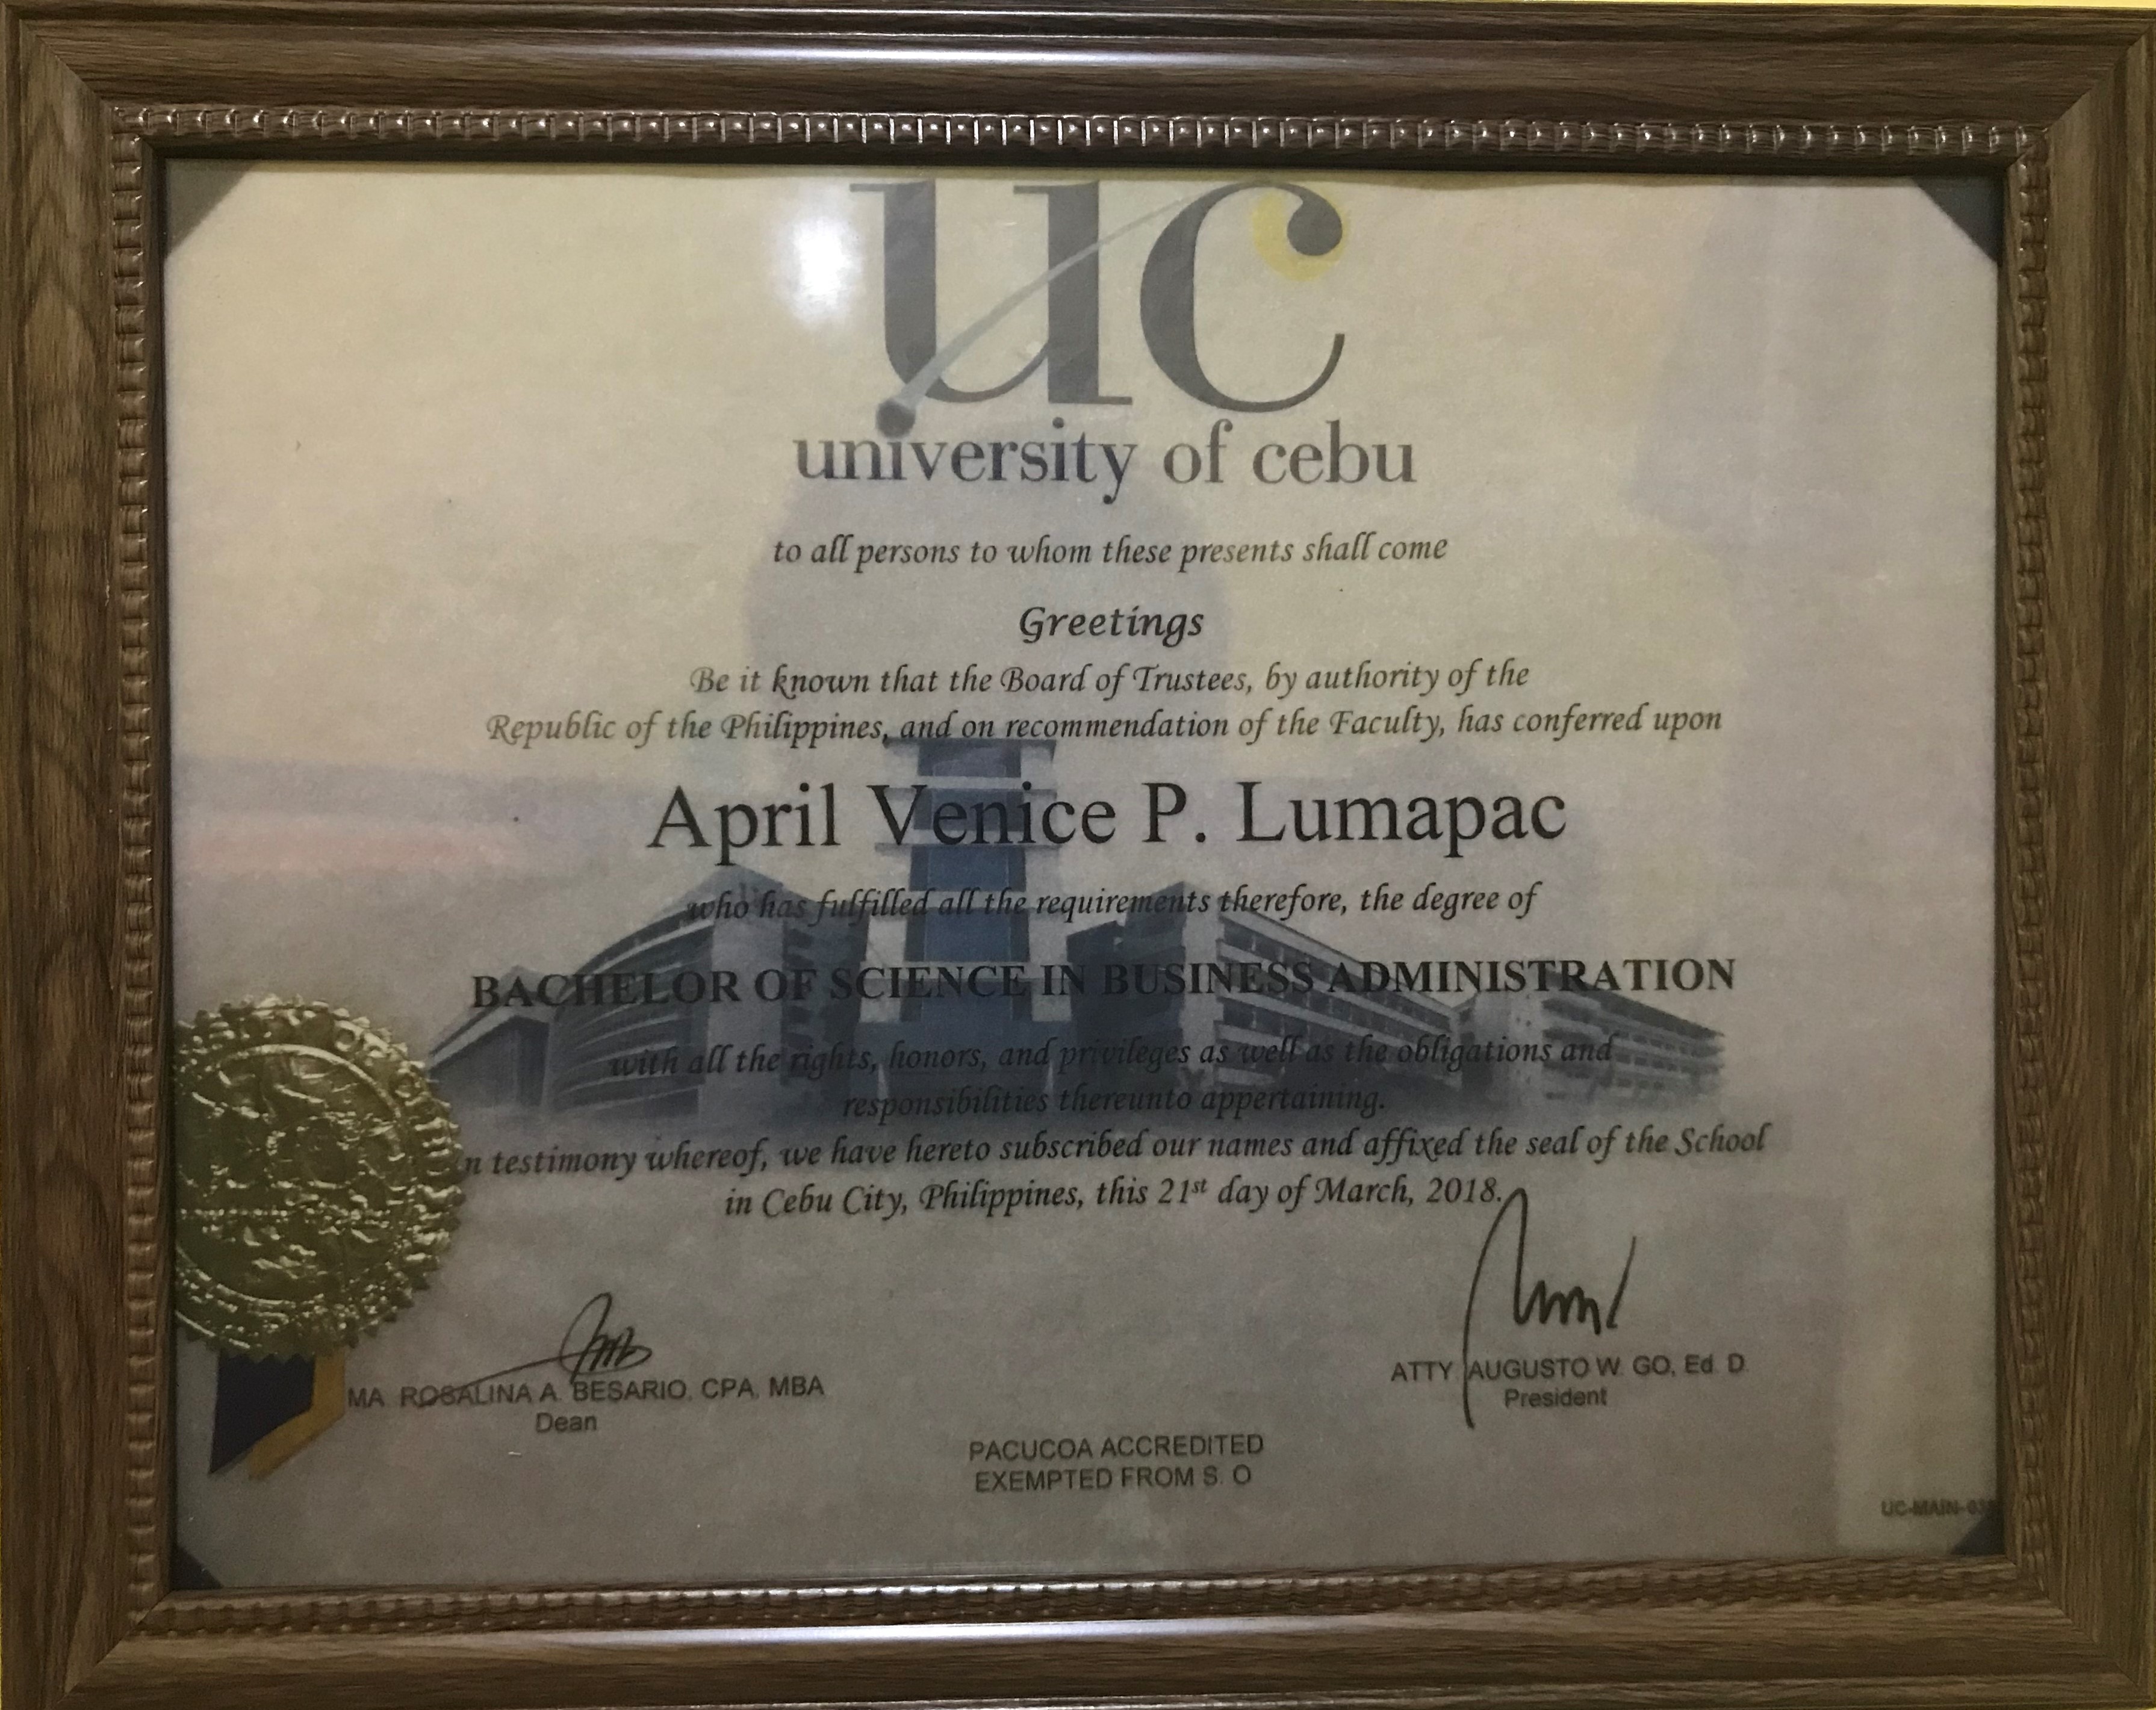 uc
university of cebu
to all persons to whom these presents shall come
Greetings
Be it known that the Board of Trustees, by authority of the
Republic of the Philippines, and on recommendation of the Faculty, has conferred upon
April Venice P. Lumapac
who has fulfilled all the requirements therefore, the degree of
BACHELOR OF SCIENCE IN BUSINESS ADMINISTRATION
with all the rights, honors, and privileges as well as the obligations and
responsibilities thereunto appertaining.
n testimony whereof, we have hereto subscribed our names and affixed the seal of the School
in Cebu City, Philippines, this 21st day of March, 2018.
MA. ROSALINA A. BESARIO, CPA, MBA
Dean
ATTY AUGUSTO W. GO, Ed. D.
President
PACUCOA ACCREDITED
EXEMPTED FROM S. O
UC-MAIN-